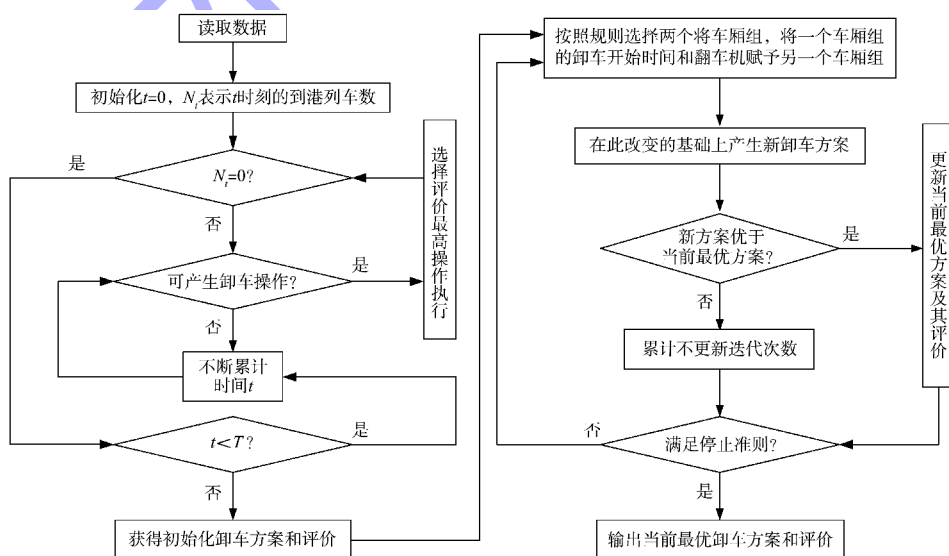 读取数据
初始化t=0，Nt表示t时刻的到港列车数
是
Nt=0?
否
可产生卸车操作?
是
选择评价最高操作执行
否
不断累计
时间t
t<T?
是
否
获得初始化卸车方案和评价
按照规则选择两个将车厢组，将一个车厢组
的卸车开始时间和翻车机赋予另一个车厢组
在此改变的基础上产生新卸车方案
新方案优于
当前最优方案?
是
更新当前最优方案及其评价
否
累计不更新迭代次数
否
满足停止准则?
是
输出当前最优卸车方案和评价